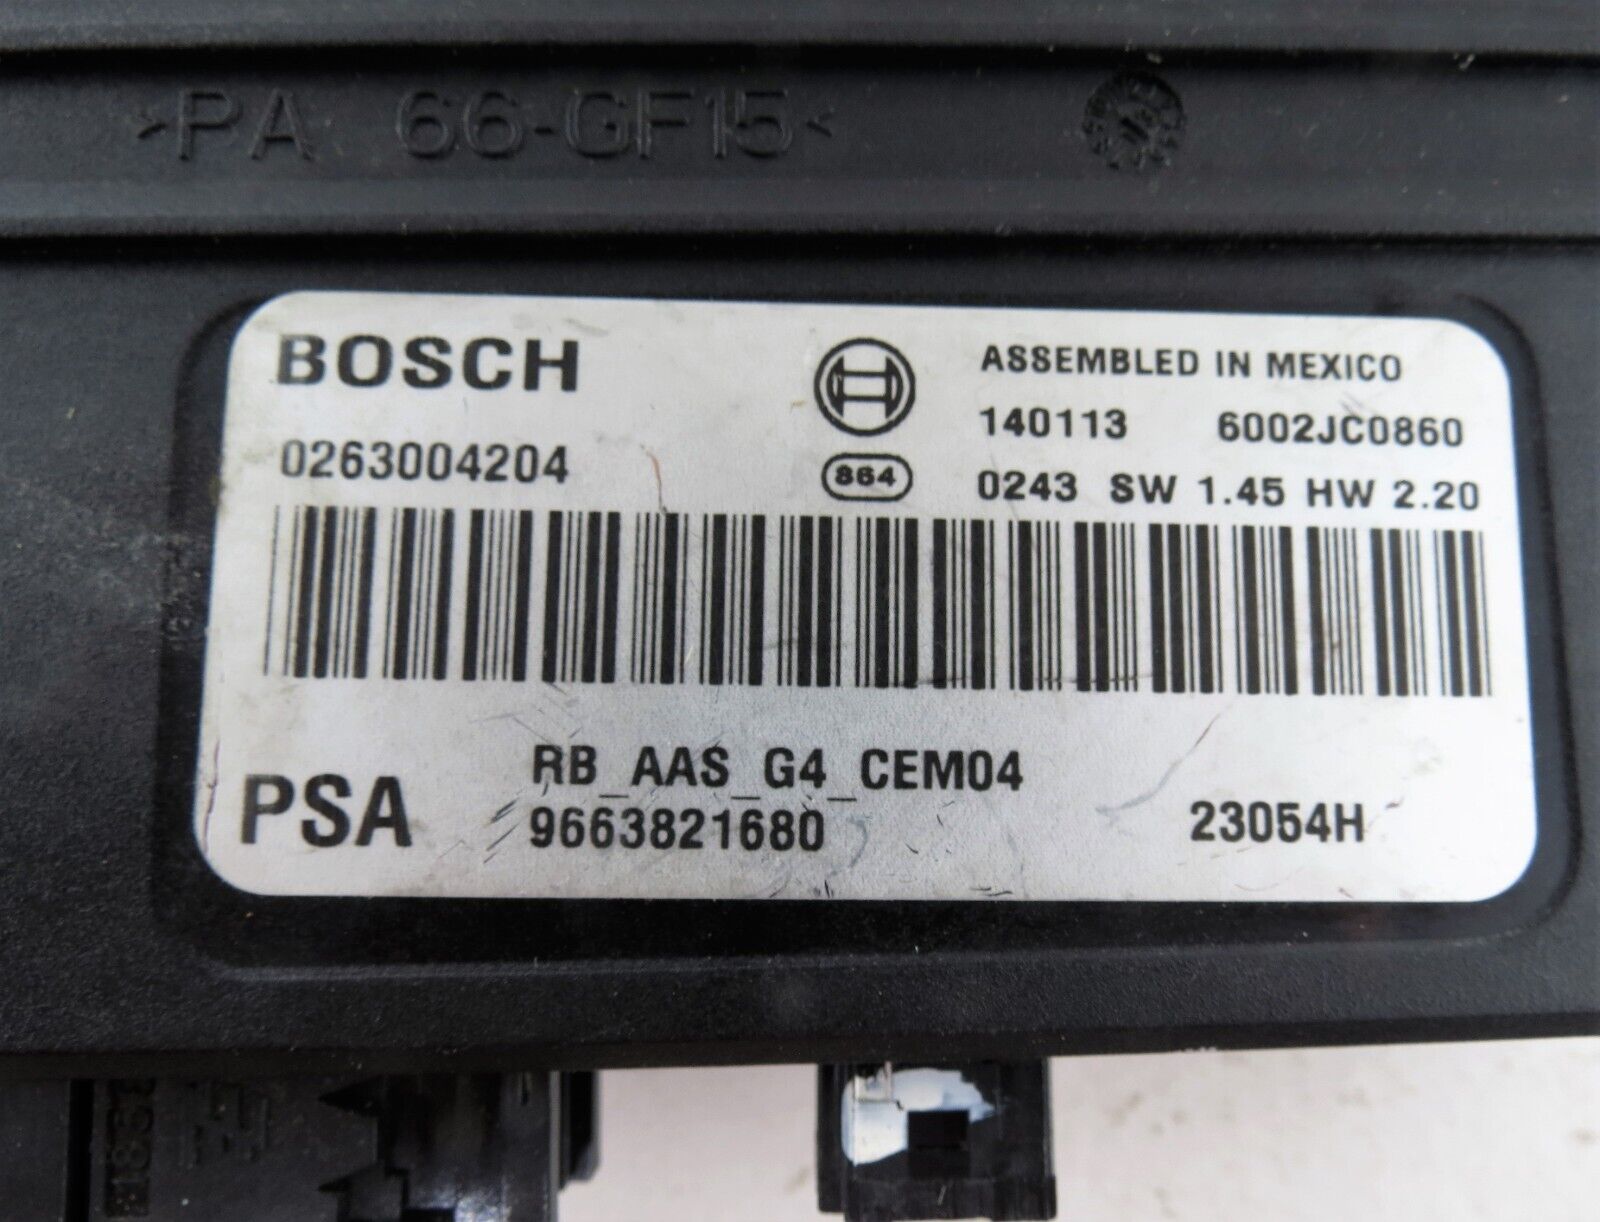 >PA 66-GF15<
BOSCH
ASSEMBLED IN MEXICO
140113 6002JC0860
0263004204
864
0243 SW 1.45 HW 2.20
RB_AAS_G4_CEM04
PSA
9663821680
23054H